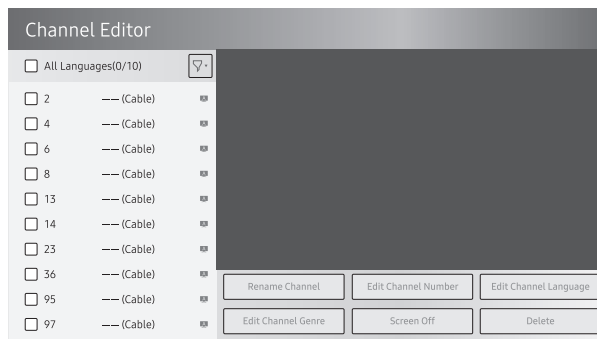 Channel Editor
All Languages(0/10)
2 —— (Cable)
4 —— (Cable)
6 —— (Cable)
8 —— (Cable)
13 —— (Cable)
14 —— (Cable)
23 —— (Cable)
36 —— (Cable)
95 —— (Cable)
97 —— (Cable)
Rename Channel Edit Channel Number Edit Channel Language
Edit Channel Genre Screen Off Delete